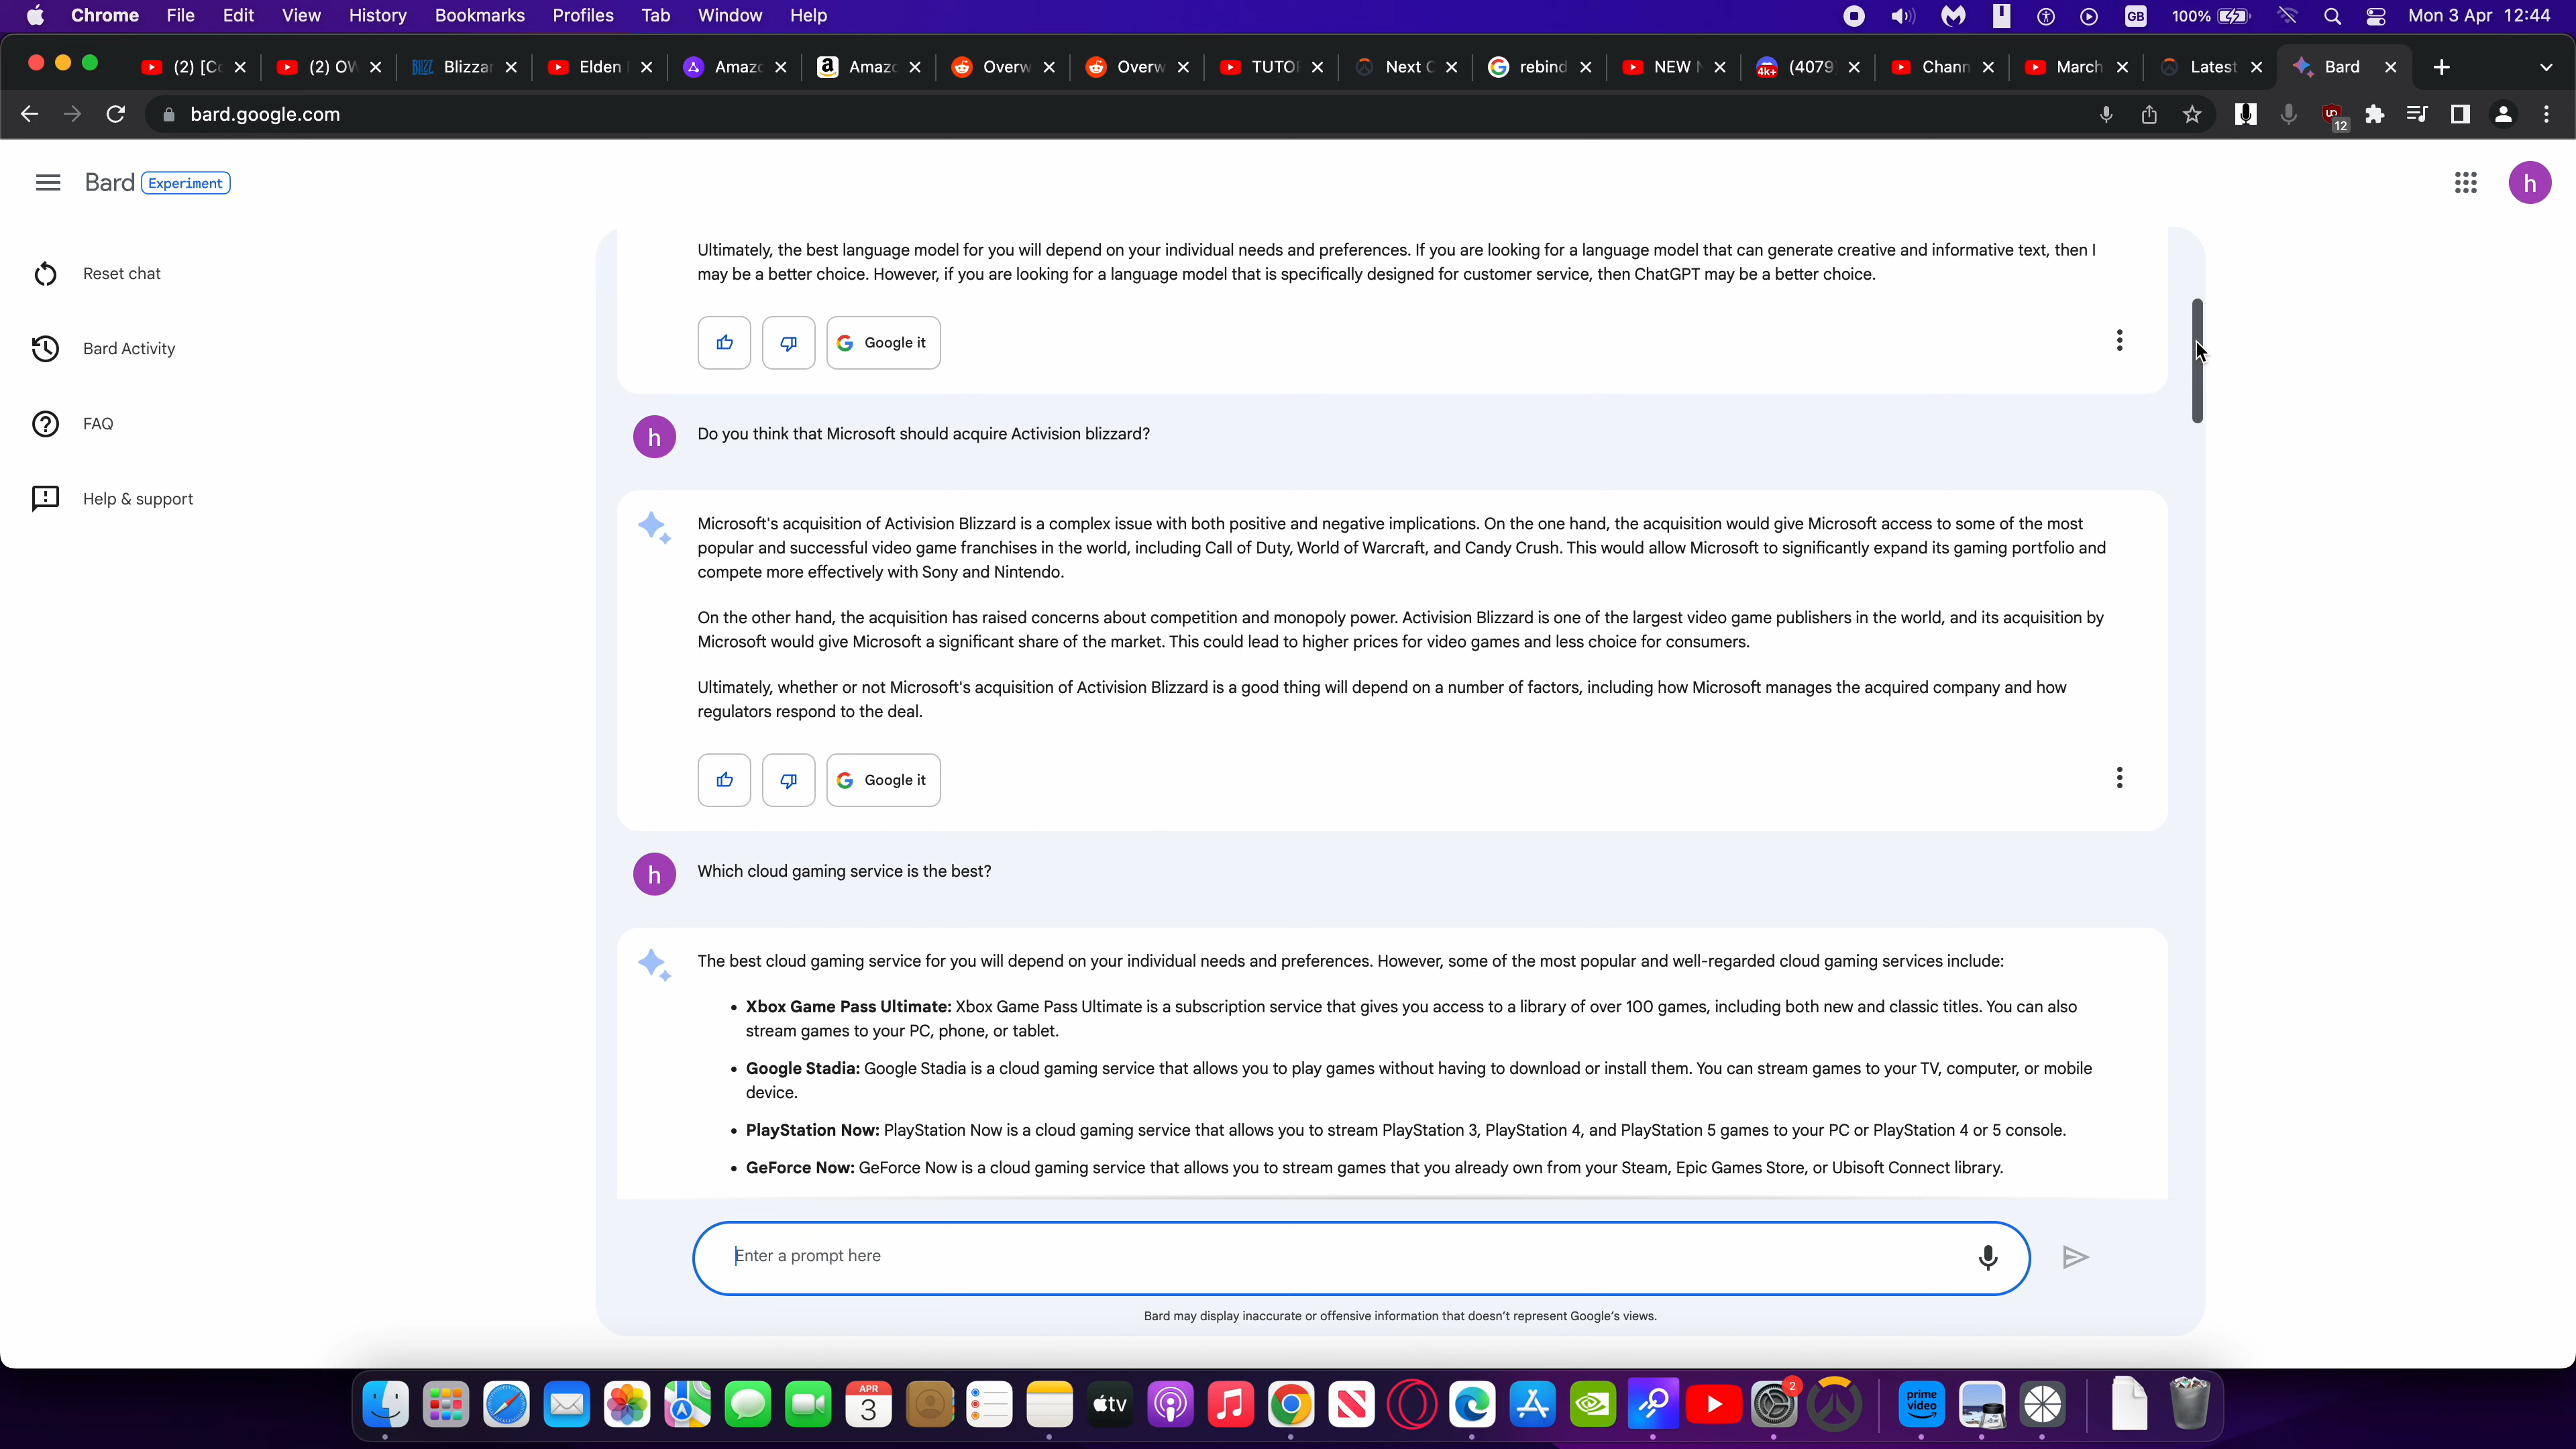 Chrome File Edit View History Bookmarks Profiles Tab Window Help GB 100% Mon 3 Apr 12:44
(2) [Co (2) OW Blizzar Elden Amazo Amazo Overw Overw TUTO Next rebind NEW (4079 Chann March Latest Bard
bard.google.com 12
Bard Experiment h
Reset chat
Bard Activity
FAQ
Help & support
Ultimately, the best language model for you will depend on your individual needs and preferences. If you are looking for a language model that can generate creative and informative text, then I
may be a better choice. However, if you are looking for a language model that is specifically designed for customer service, then ChatGPT may be a better choice.
Google it
h Do you think that Microsoft should acquire Activision blizzard?
Microsoft's acquisition of Activision Blizzard is a complex issue with both positive and negative implications. On the one hand, the acquisition would give Microsoft access to some of the most
popular and successful video game franchises in the world, including Call of Duty, World of Warcraft, and Candy Crush. This would allow Microsoft to significantly expand its gaming portfolio and
compete more effectively with Sony and Nintendo.
On the other hand, the acquisition has raised concerns about competition and monopoly power. Activision Blizzard is one of the largest video game publishers in the world, and its acquisition by
Microsoft would give Microsoft a significant share of the market. This could lead to higher prices for video games and less choice for consumers.
Ultimately, whether or not Microsoft's acquisition of Activision Blizzard is a good thing will depend on a number of factors, including how Microsoft manages the acquired company and how
regulators respond to the deal.
Google it
h Which cloud gaming service is the best?
The best cloud gaming service for you will depend on your individual needs and preferences. However, some of the most popular and well-regarded cloud gaming services include:
• Xbox Game Pass Ultimate: Xbox Game Pass Ultimate is a subscription service that gives you access to a library of over 100 games, including both new and classic titles. You can also
stream games to your PC, phone, or tablet.
• Google Stadia: Google Stadia is a cloud gaming service that allows you to play games without having to download or install them. You can stream games to your TV, computer, or mobile
device.
• PlayStation Now: PlayStation Now is a cloud gaming service that allows you to stream PlayStation 3, PlayStation 4, and PlayStation 5 games to your PC or PlayStation 4 or 5 console.
• GeForce Now: GeForce Now is a cloud gaming service that allows you to stream games that you already own from your Steam, Epic Games Store, or Ubisoft Connect library.
Enter a prompt here
Bard may display inaccurate or offensive information that doesn't represent Google's views.
APR 3 tv 2 prime video